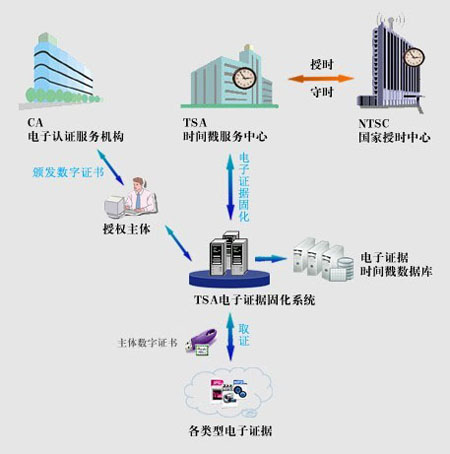 授时
守时
CA
电子认证服务机构
TSA
时间戳服务中心
NTSC
国家授时中心
颁发数字证书
电子证据固化
授权主体
电子证据
时间戳数据库
TSA电子证据固化系统
主体数字证书
取证
各类型电子证据